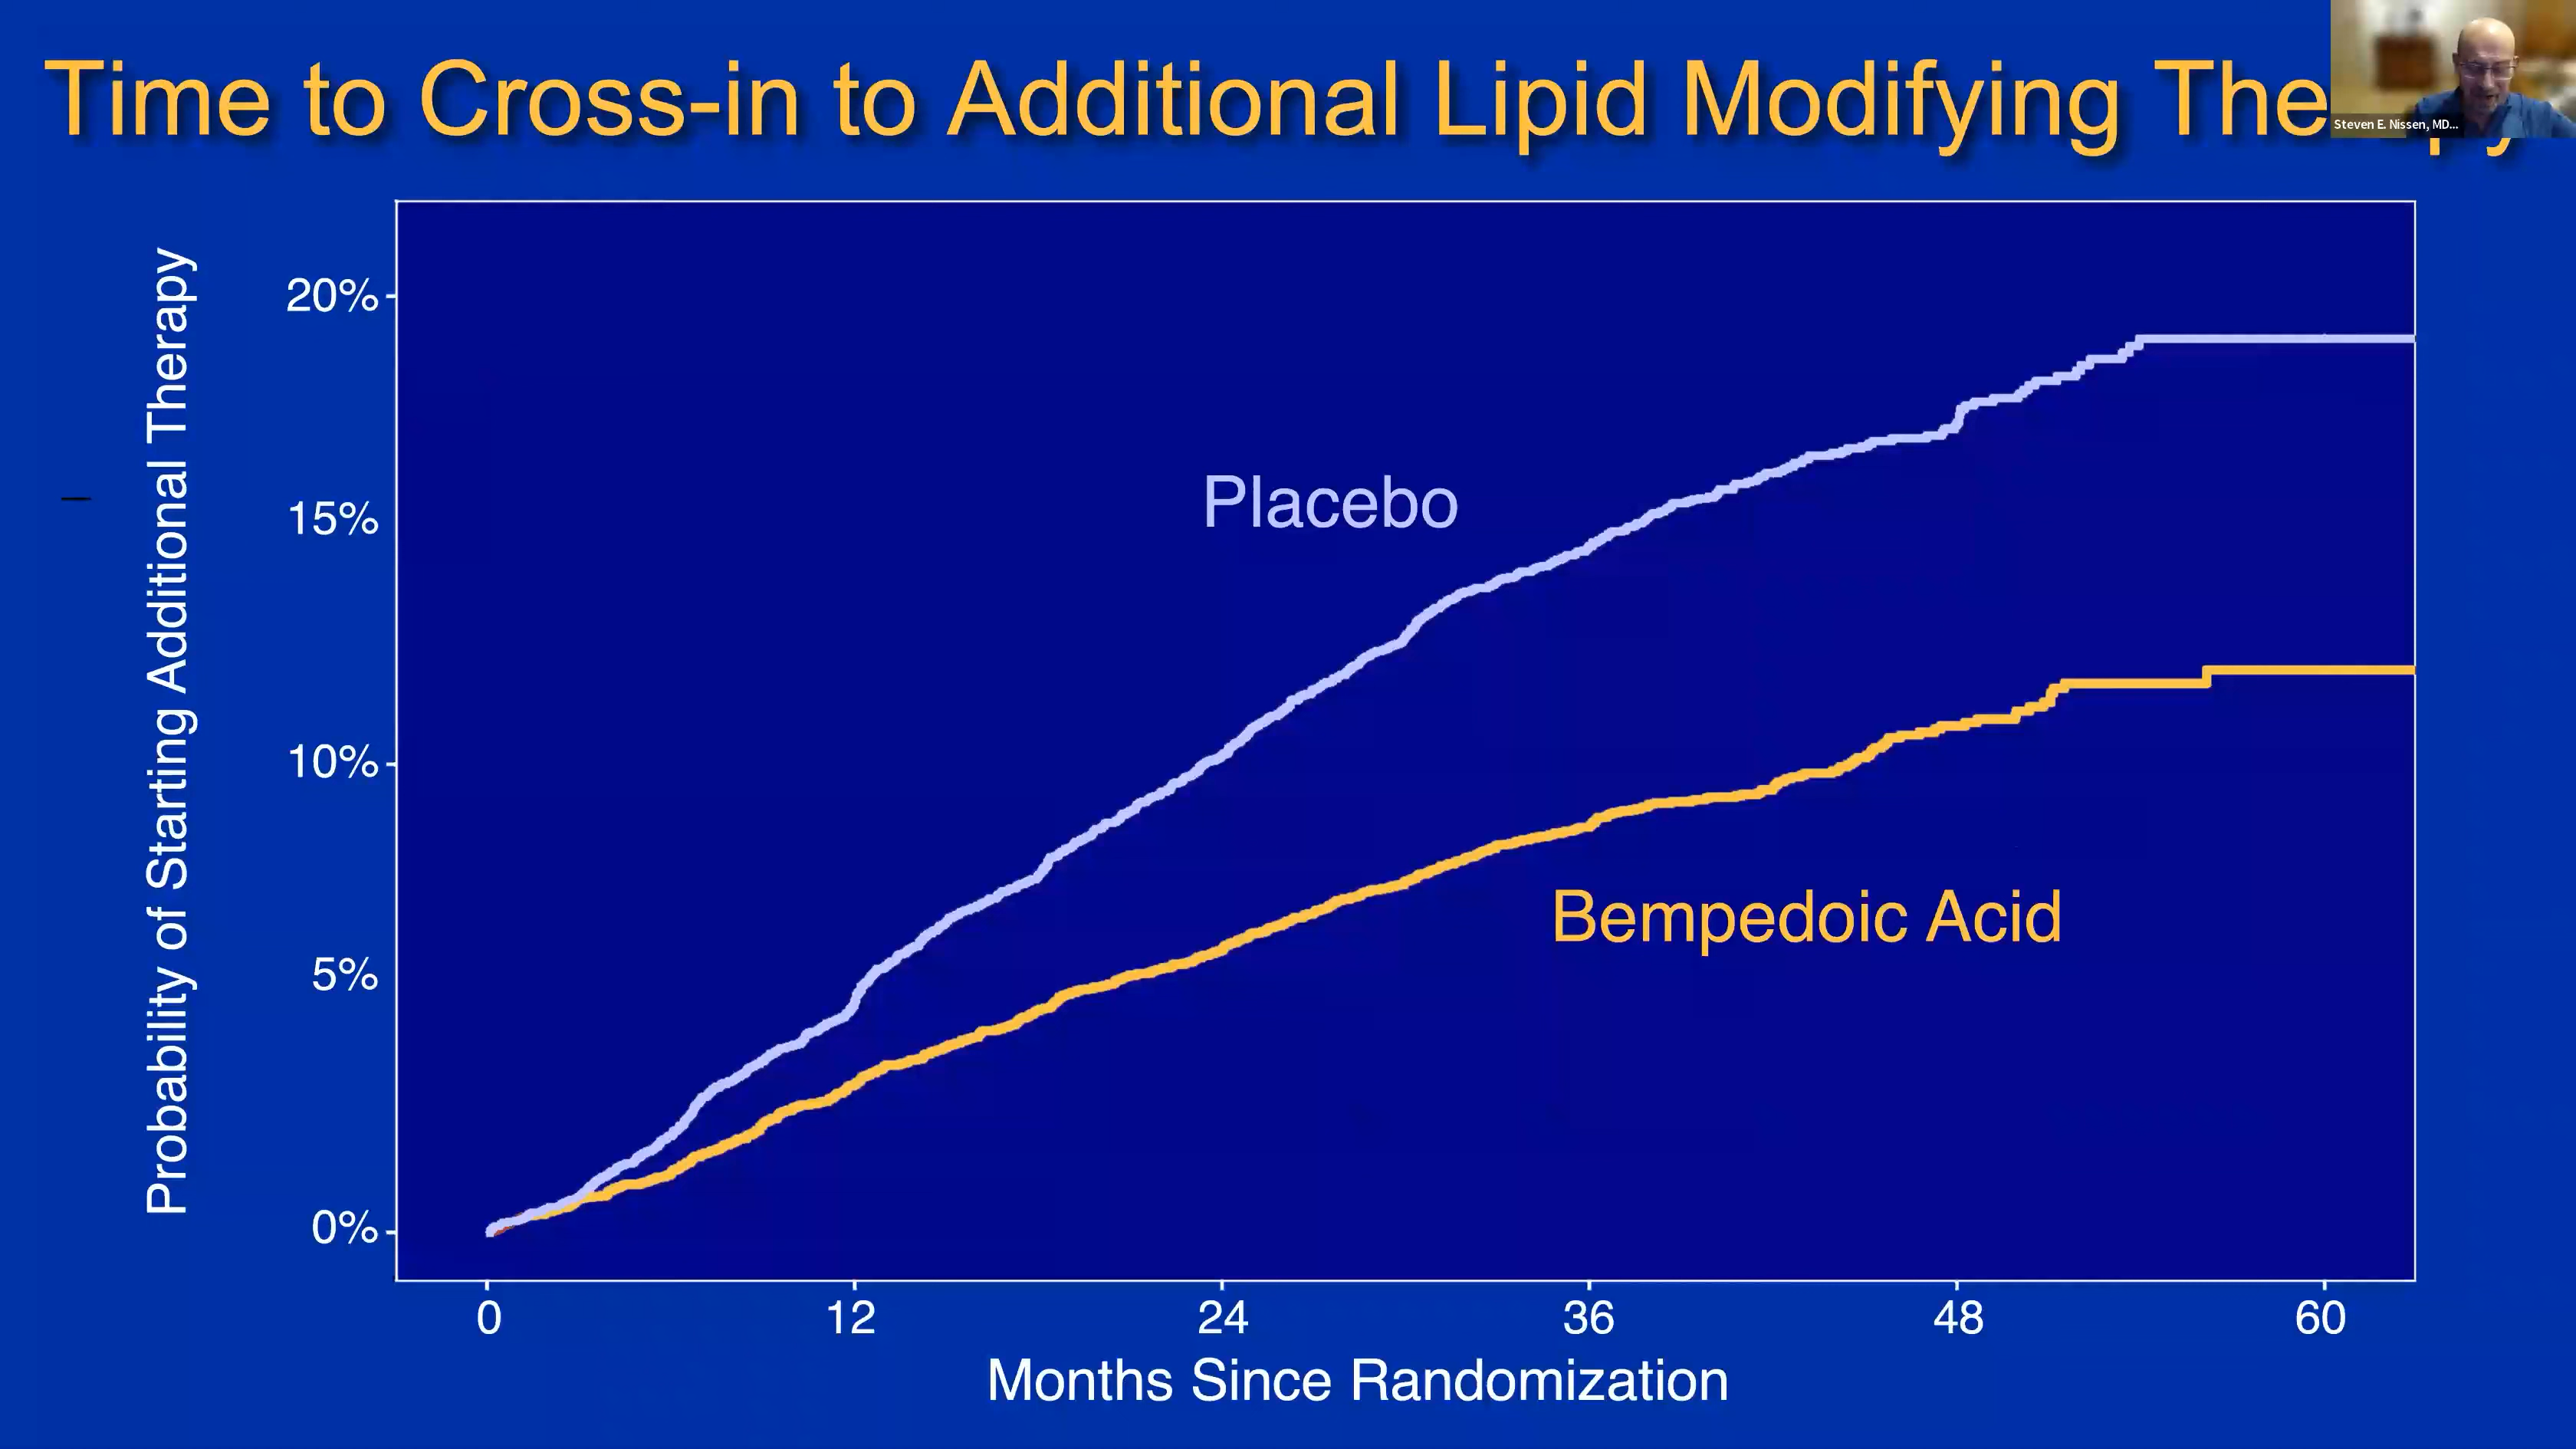 Time to Cross-in to Additional Lipid Modifying The
Steven E. Nissen, MD...
Probability of Starting Additional Therapy
20%
15%
10%
5%
0%
Placebo
Bempedoic Acid
0 12 24 36 48 60
Months Since Randomization